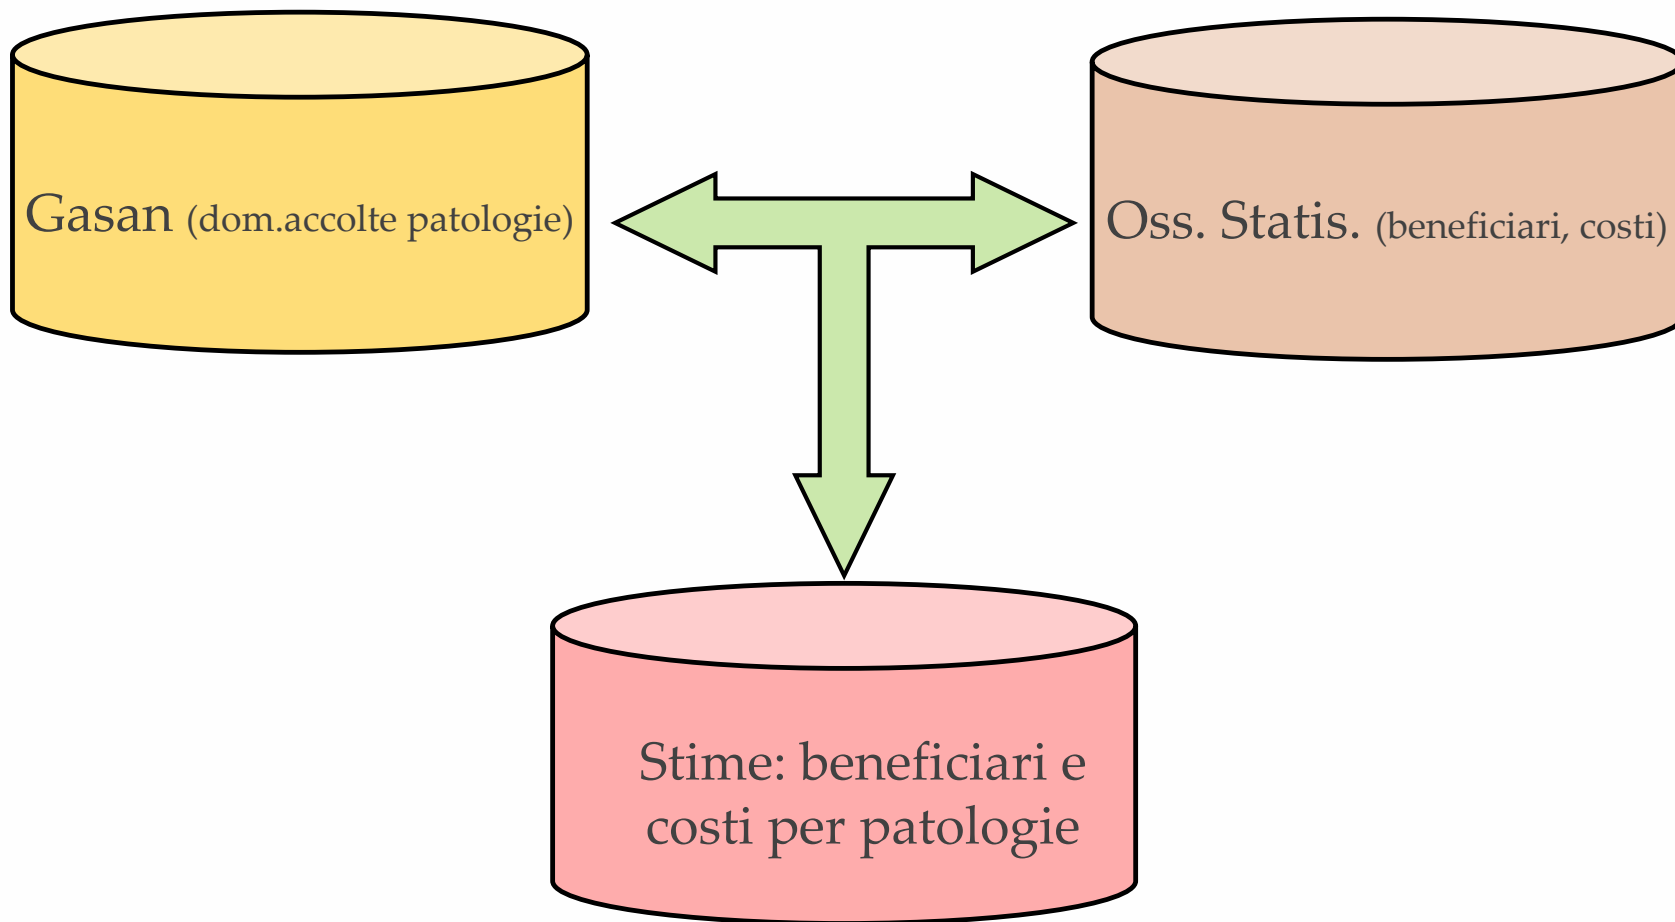 Gasan (dom.accolte patologie)
Oss. Statis. (beneficiari, costi)
Stime: beneficiari e
costi per patologie